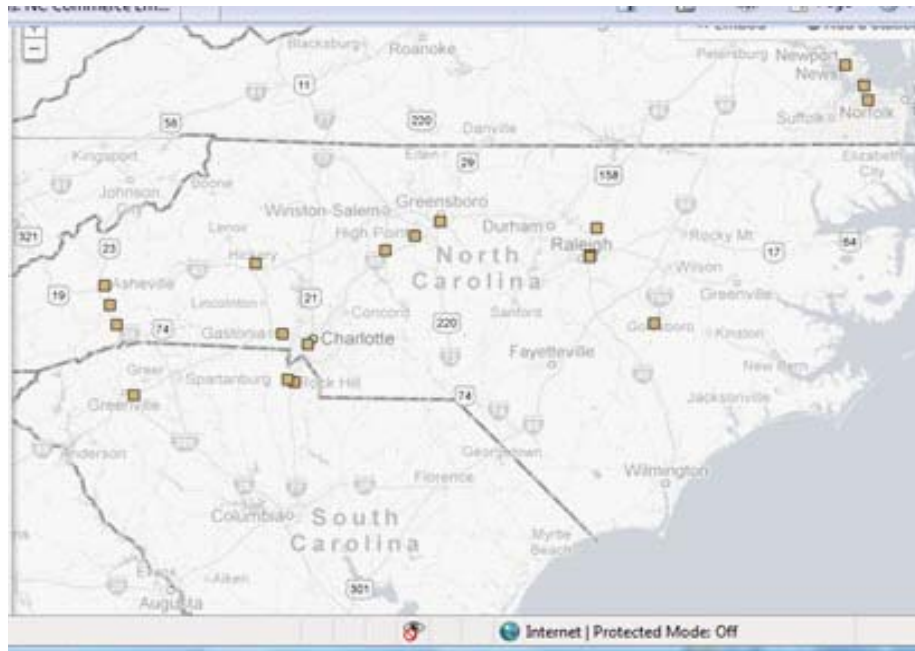 NC Commerce Em...
Page
+
−
Blacksburg
Roanoke
Petersburg
Newport
News
11
58
220
Danville
Suffolk
Norfolk
Kingsport
Eden
29
Elizabeth
City
Johnson
City
Boone
158
Winston-Salem
Greensboro
Durham
321
23
Lenoir
High Point
Raleigh
Rocky Mt.
64
North
Carolina
17
Hickory
Wilson
19
Asheville
Lincolnton
21
Concord
Sanford
Greenville
74
Gastonia
Charlotte
220
Goldsboro
Kinston
Fayetteville
New Bern
Greer
Spartanburg
Rock Hill
74
Jacksonville
Greenville
Anderson
Georgetown
Florence
Wilmington
Columbia
South
Carolina
Myrtle
Beach
Evans
Aiken
301
Augusta
Internet | Protected Mode: Off